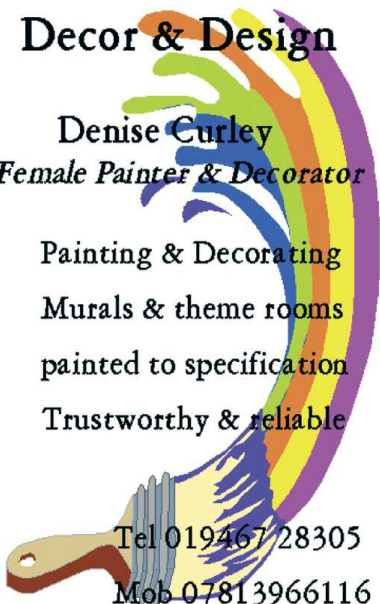 Decor & Design
Denise Curley
Female Painter & Decorator
Painting & Decorating
Murals & theme rooms
painted to specification
Trustworthy & reliable
Tel 019467 28305
Mob 07813966116